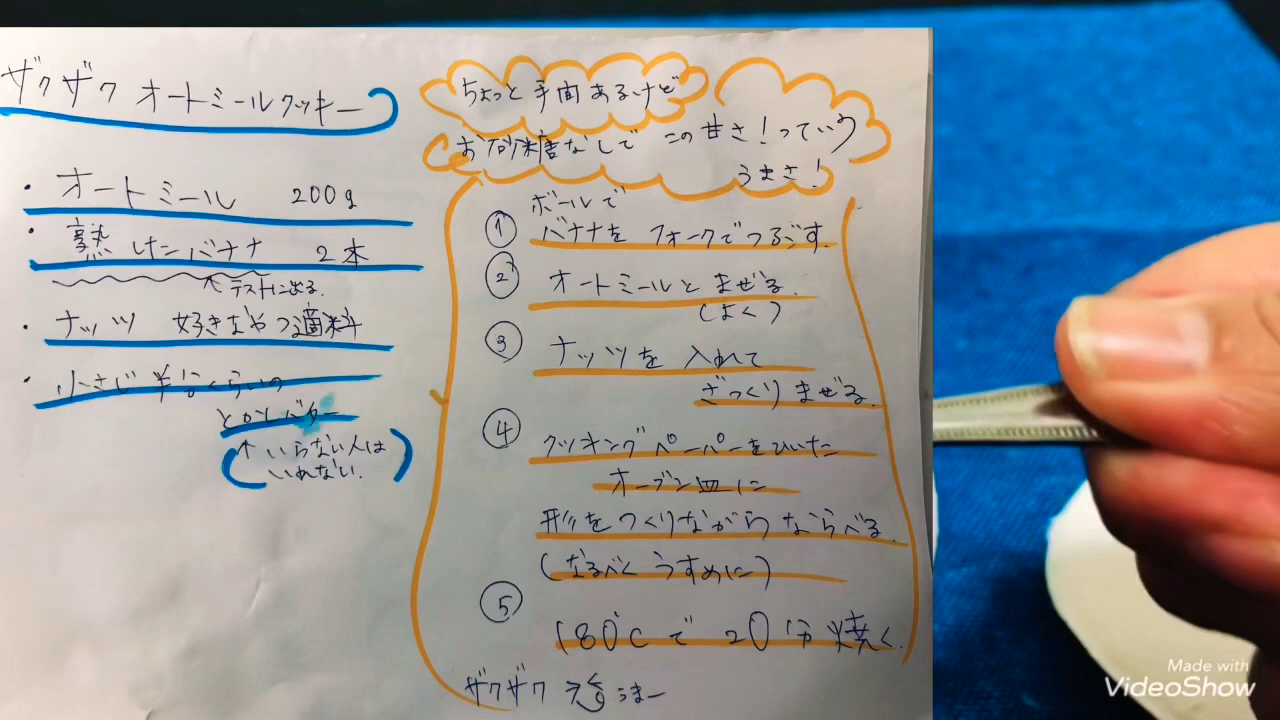 ザクザク オートミールクッキー
・オートミール 200g
・熟したバナナ 2本
↑テストに出る.
・ナッツ 好きなやつ適料
・小さじ半分くらいの
とかしバター
↑いらない人は
いれない.
ちょっと手間あるけど
お砂糖なしで この甘さ!っていう
うまさ!
① ボールで
バナナを フォークでつぶす.
② オートミールと まぜる.
(よく)
③ ナッツを 入れて
ざっくり まぜる.
④ クッキングペーパーをひいた
オーブン皿に
形をつくりながら ならべる.
(なるべく うすめに)
⑤ 180℃で 20分焼く.
ザクザク うまー
Made with
VideoShow